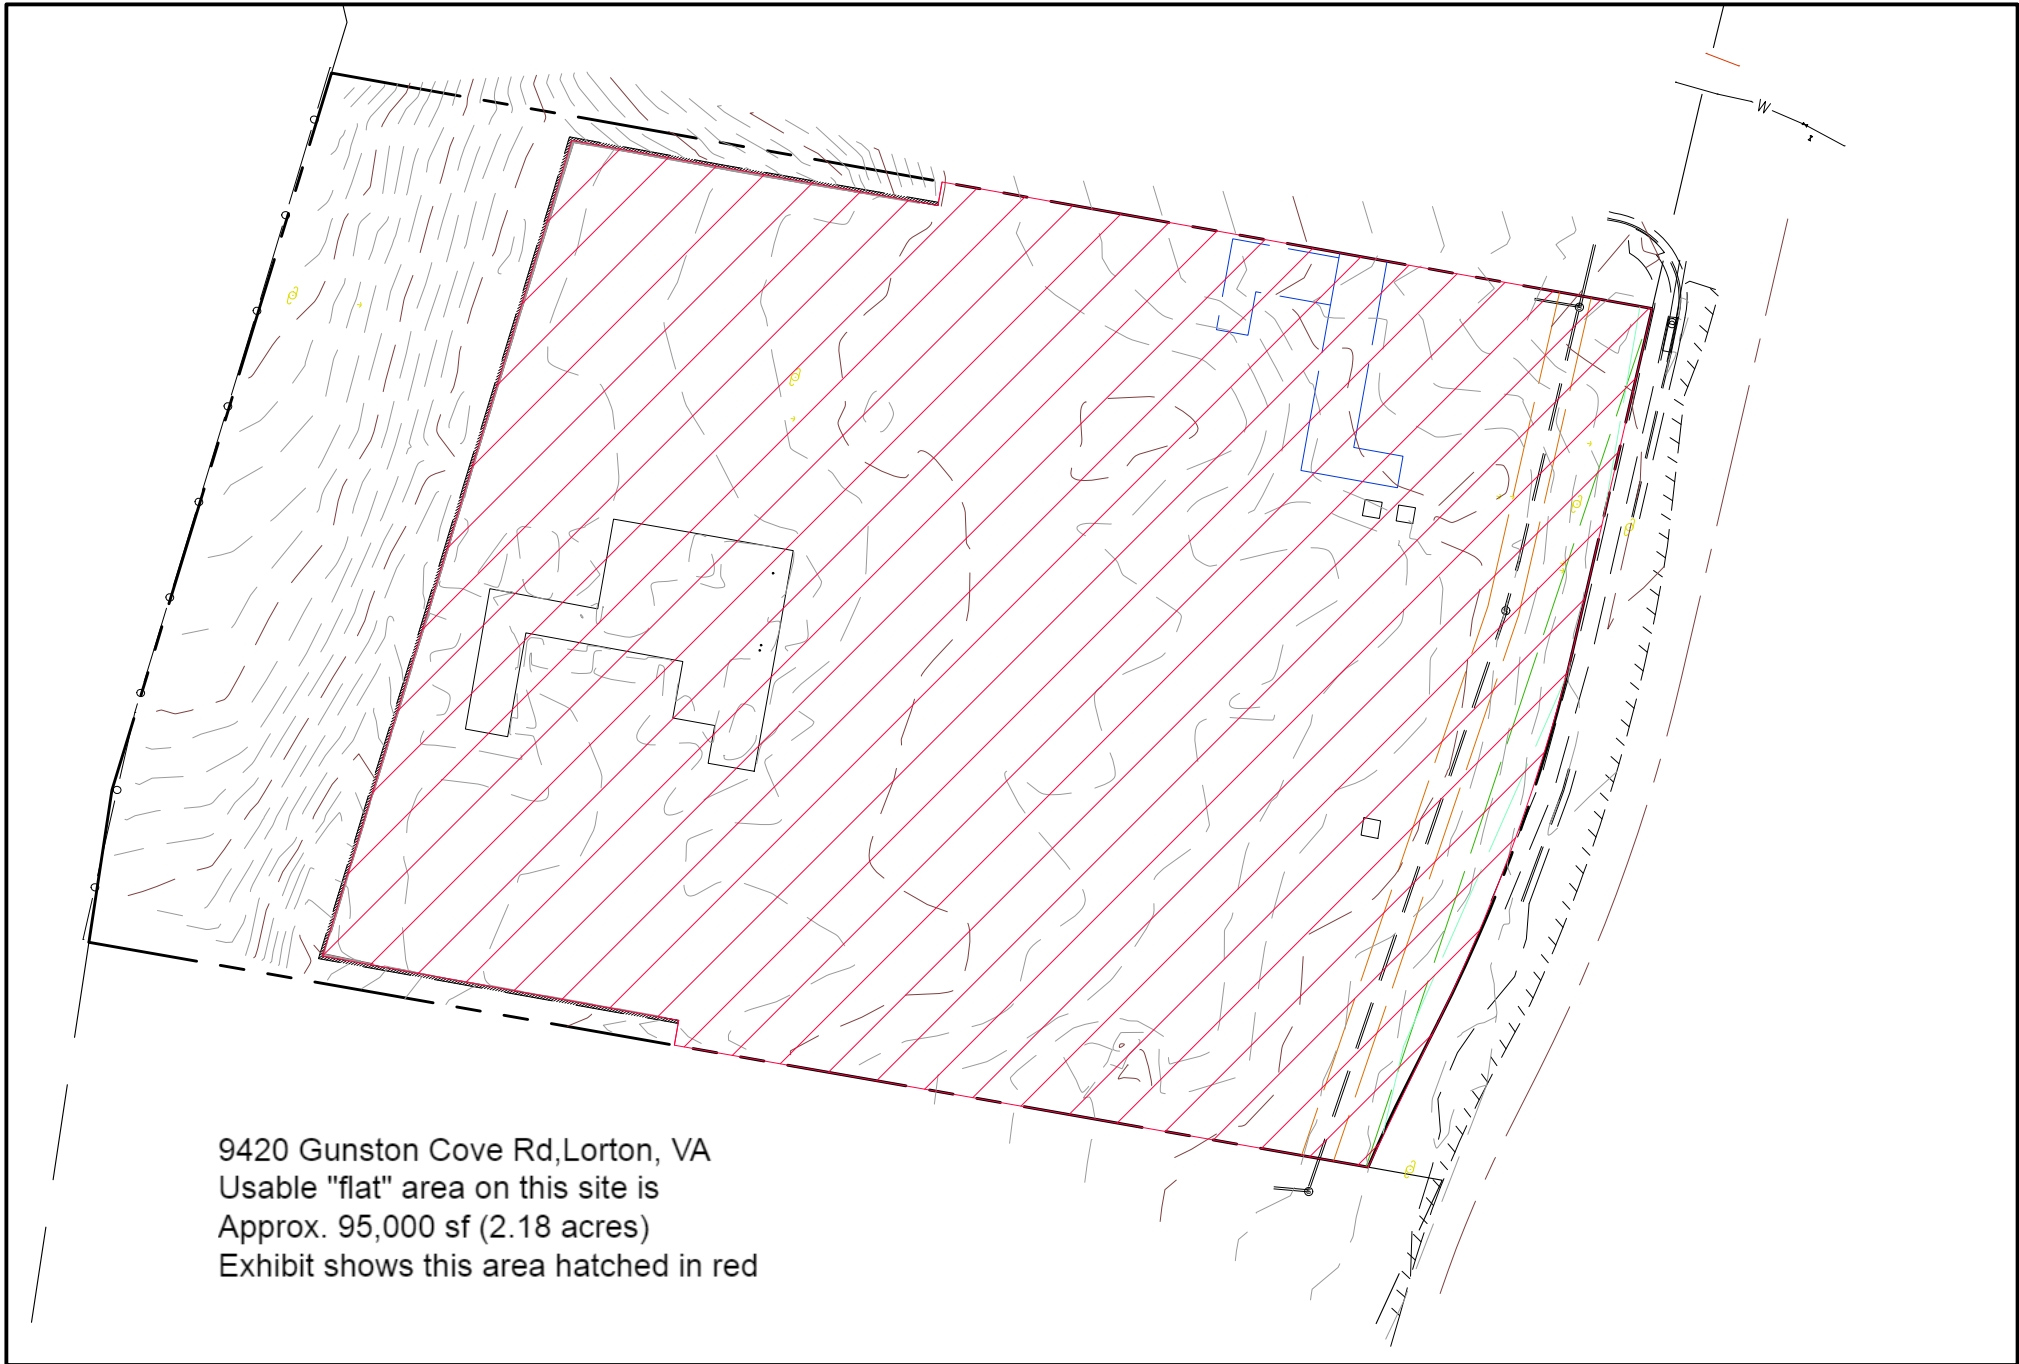 W
9420 Gunston Cove Rd,Lorton, VA
Usable "flat" area on this site is
Approx. 95,000 sf (2.18 acres)
Exhibit shows this area hatched in red